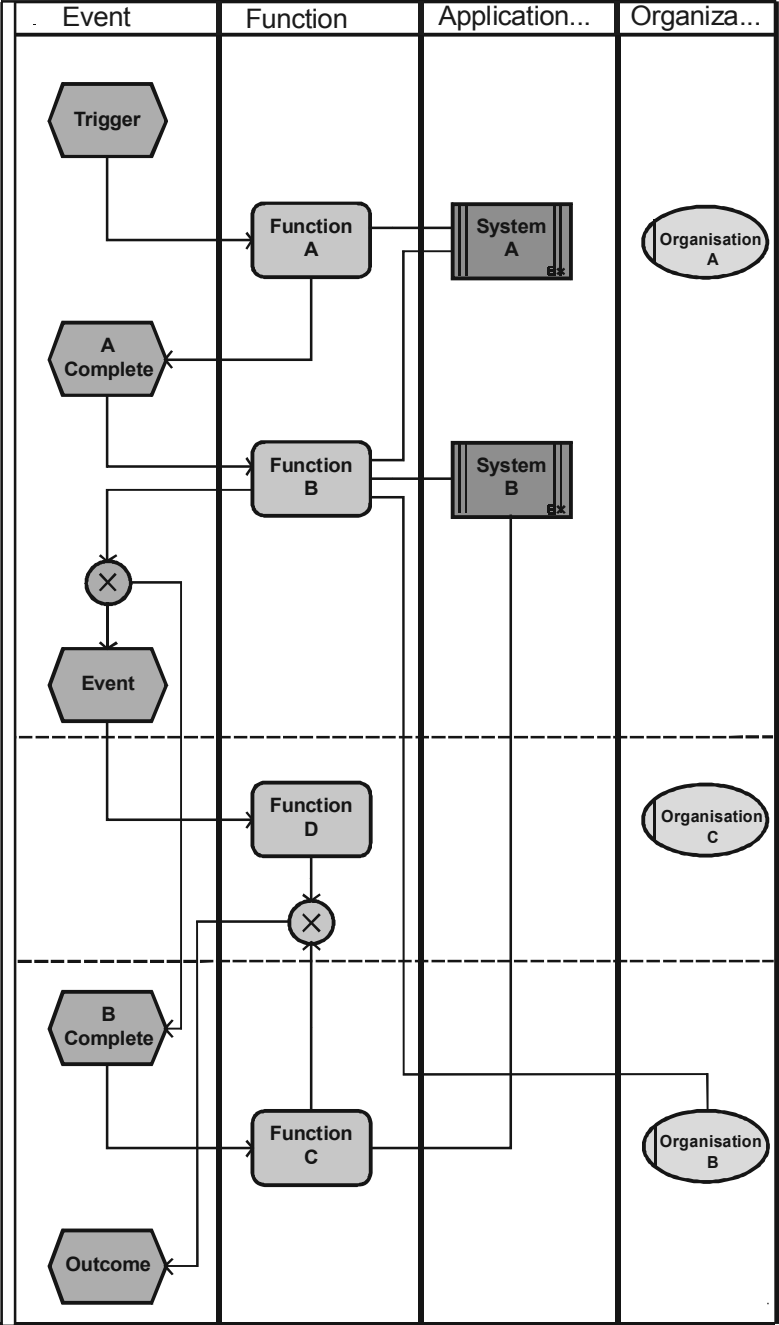 Event
Function
Application...
Organiza...
Trigger
Function
A
System
A
Organisation
A
A
Complete
Function
B
System
B
Event
Function
D
Organisation
C
B
Complete
Function
C
Organisation
B
Outcome